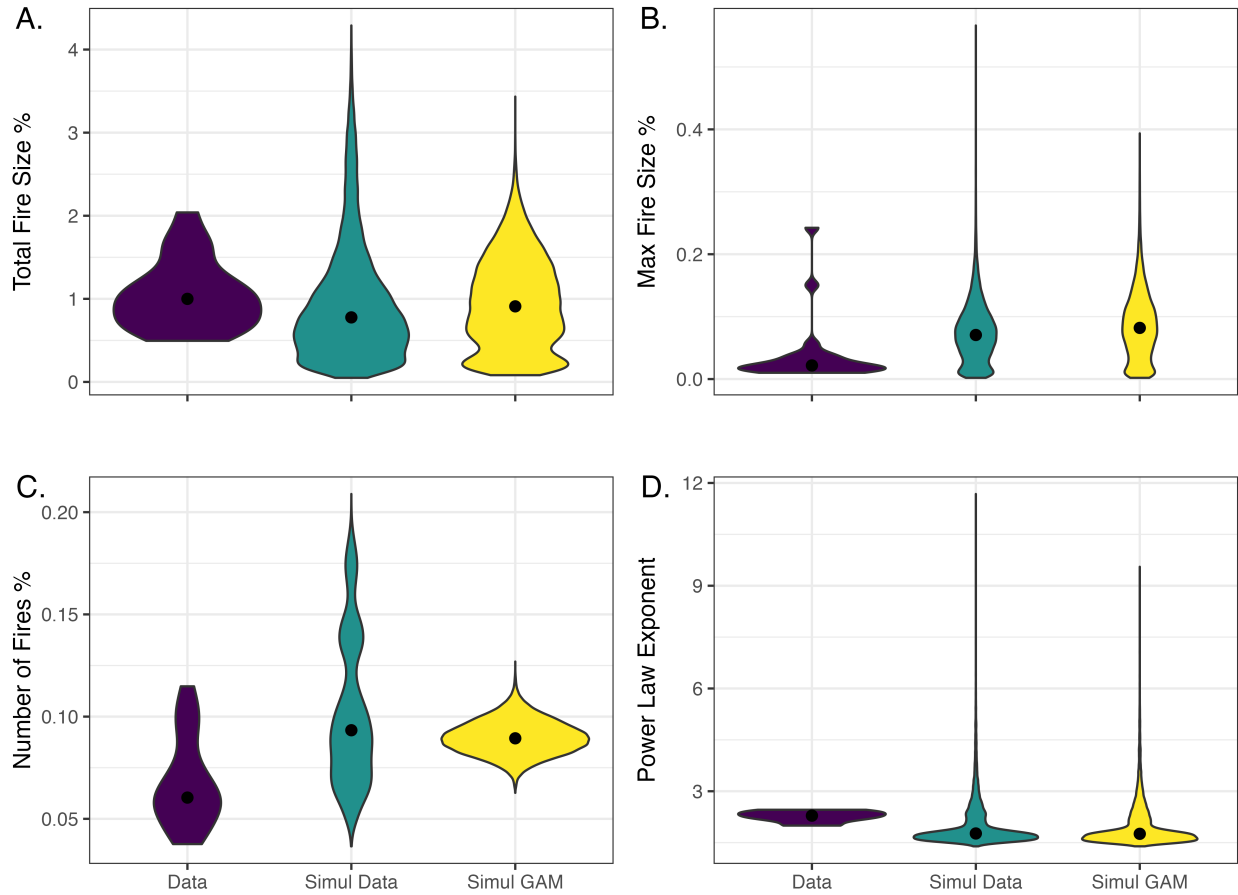 A.
Total Fire Size %
4
3
2
1
0
B.
Max Fire Size %
0.4
0.2
0.0
C.
Number of Fires %
0.20
0.15
0.10
0.05
Data Simul Data Simul GAM
D.
Power Law Exponent
12
9
6
3
Data Simul Data Simul GAM